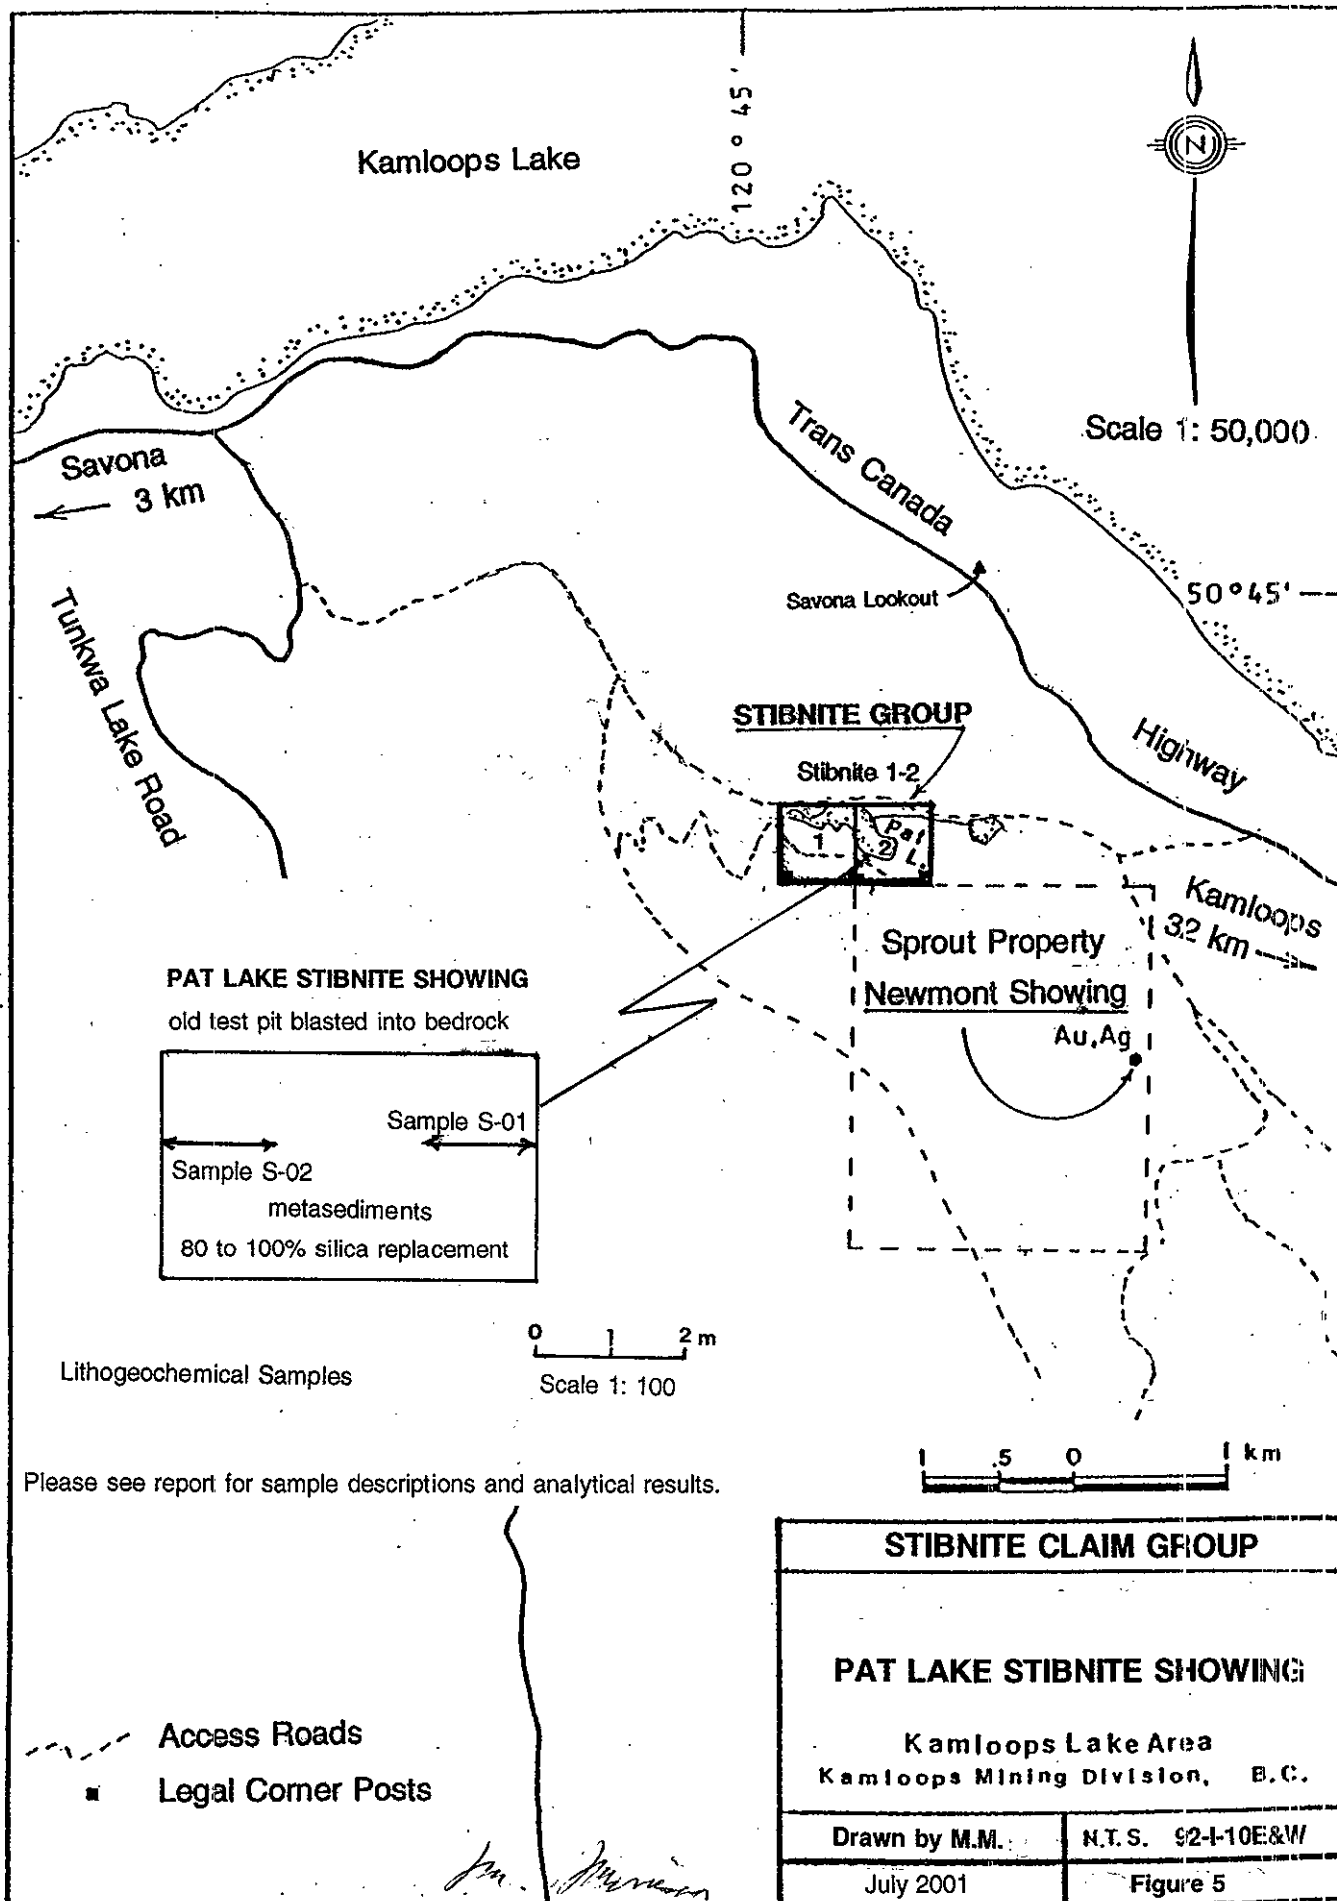 Kamloops Lake
120° 45'
N
Scale 1: 50,000
Trans Canada
Savona
3 km
50°45'
Savona Lookout
Tunkwa Lake Road
STIBNITE GROUP
Highway
Stibnite 1-2
1
2
Pat L.
Kamloops
32 km
Sprout Property
Newmont Showing
Au,Ag
PAT LAKE STIBNITE SHOWING
old test pit blasted into bedrock
Sample S-01
Sample S-02
metasediments
80 to 100% silica replacement
0 1 2 m
Scale 1: 100
Lithogeochemical Samples
1 .5 0 1 km
Please see report for sample descriptions and analytical results.
STIBNITE CLAIM GROUP
PAT LAKE STIBNITE SHOWING
Kamloops Lake Area
Kamloops Mining Division, B.C.
Access Roads
Legal Corner Posts
Drawn by M.M.
N.T.S. 92-I-10E&W
July 2001
Figure 5